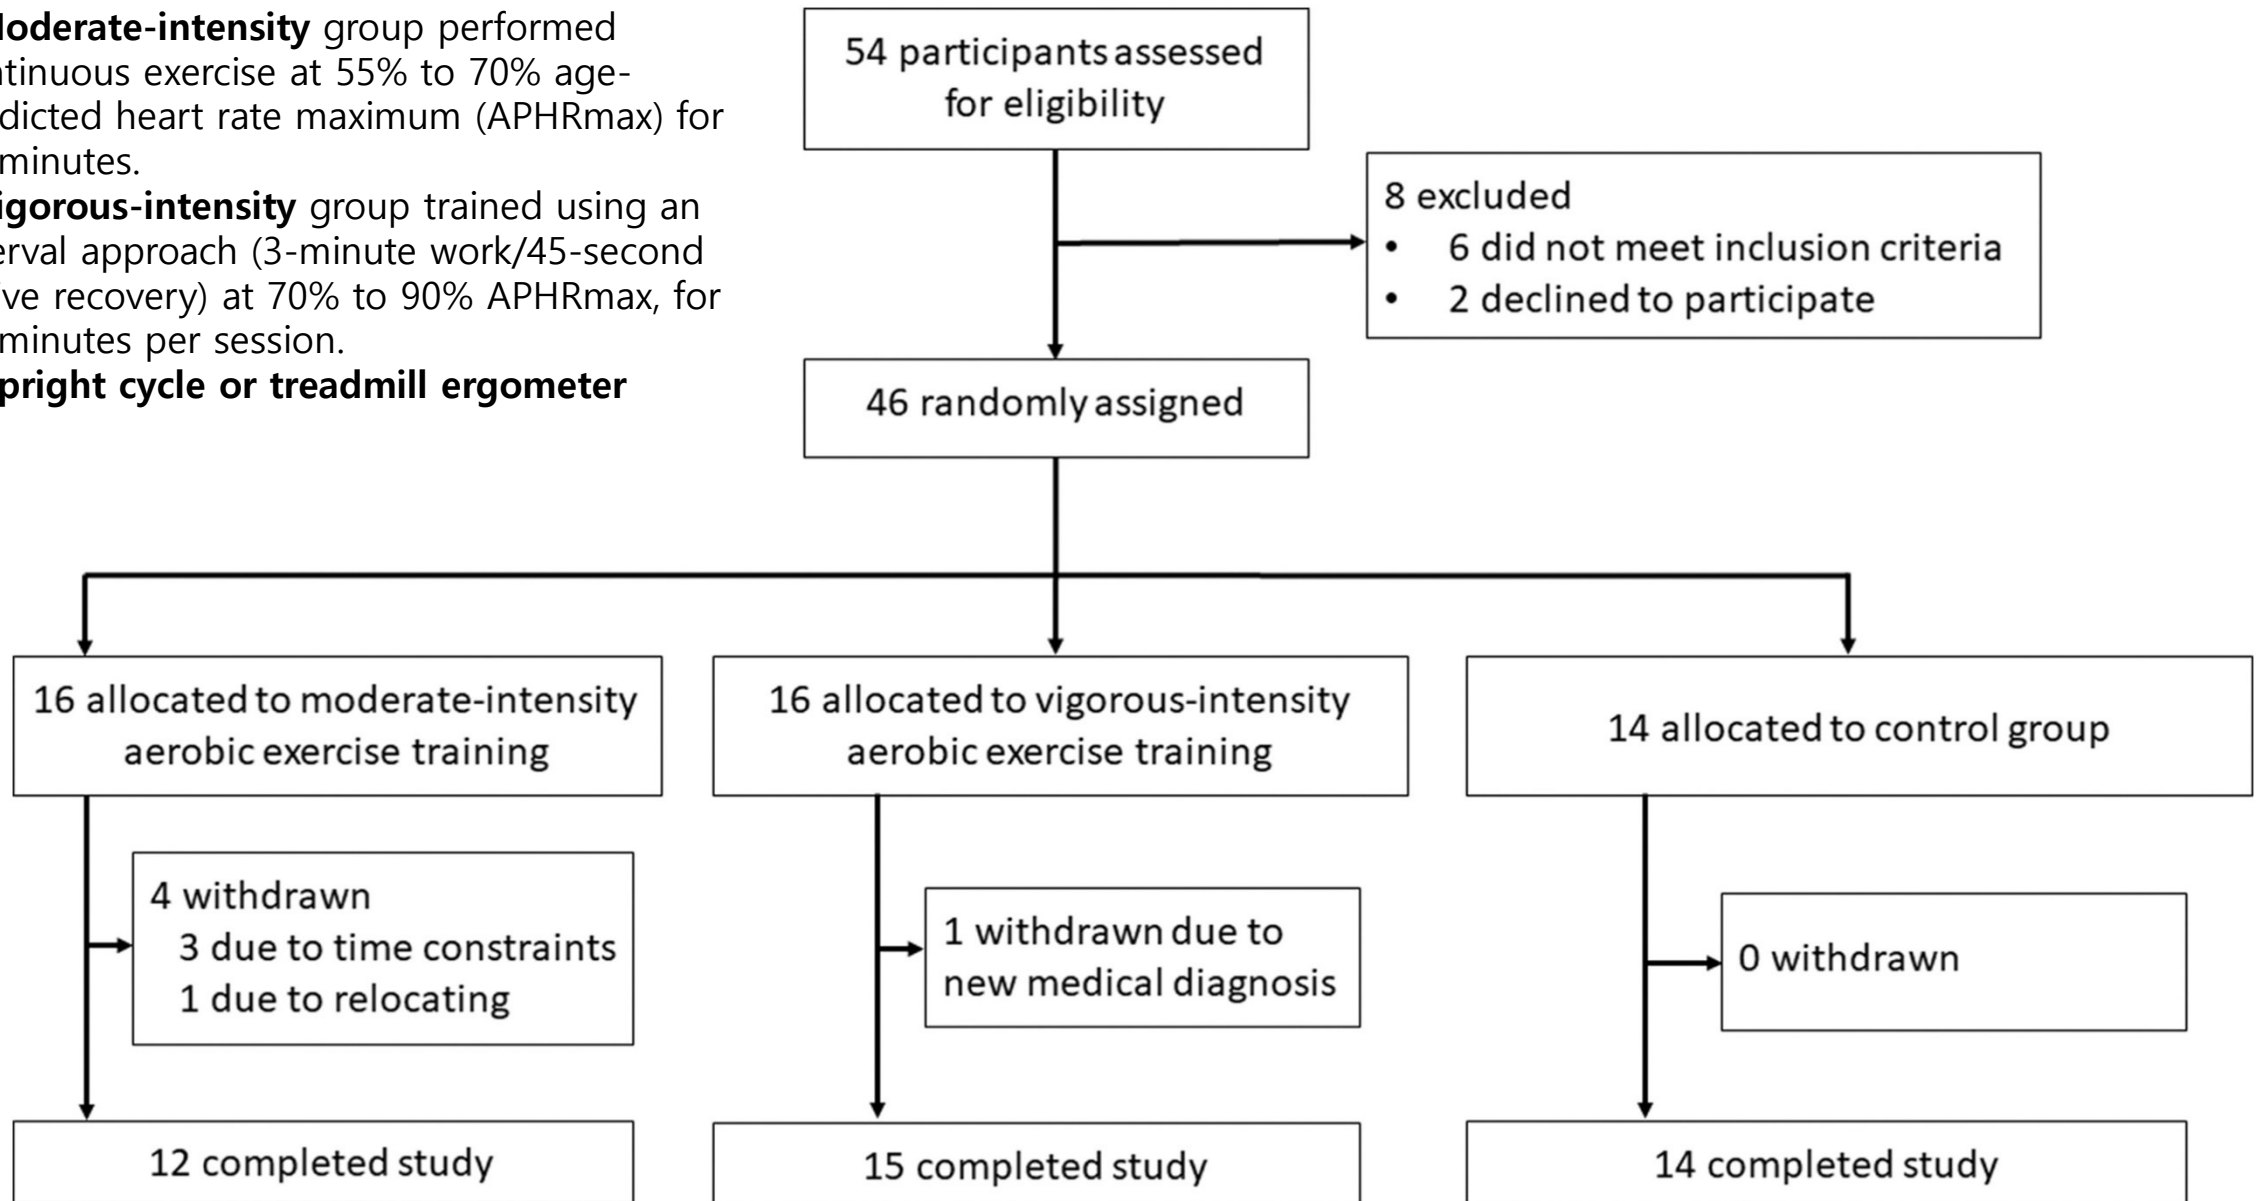 loderate-intensity group performed
ntinuous exercise at 55% to 70% age-
dicted heart rate maximum (APHRmax) for
minutes.
igorous-intensity group trained using an
erval approach (3-minute work/45-second
ive recovery) at 70% to 90% APHRmax, for
minutes per session.
pright cycle or treadmill ergometer
54 participants assessed
for eligibility
8 excluded
• 6 did not meet inclusion criteria
• 2 declined to participate
46 randomly assigned
16 allocated to moderate-intensity
aerobic exercise training
16 allocated to vigorous-intensity
aerobic exercise training
14 allocated to control group
4 withdrawn
3 due to time constraints
1 due to relocating
1 withdrawn due to
new medical diagnosis
0 withdrawn
12 completed study
15 completed study
14 completed study